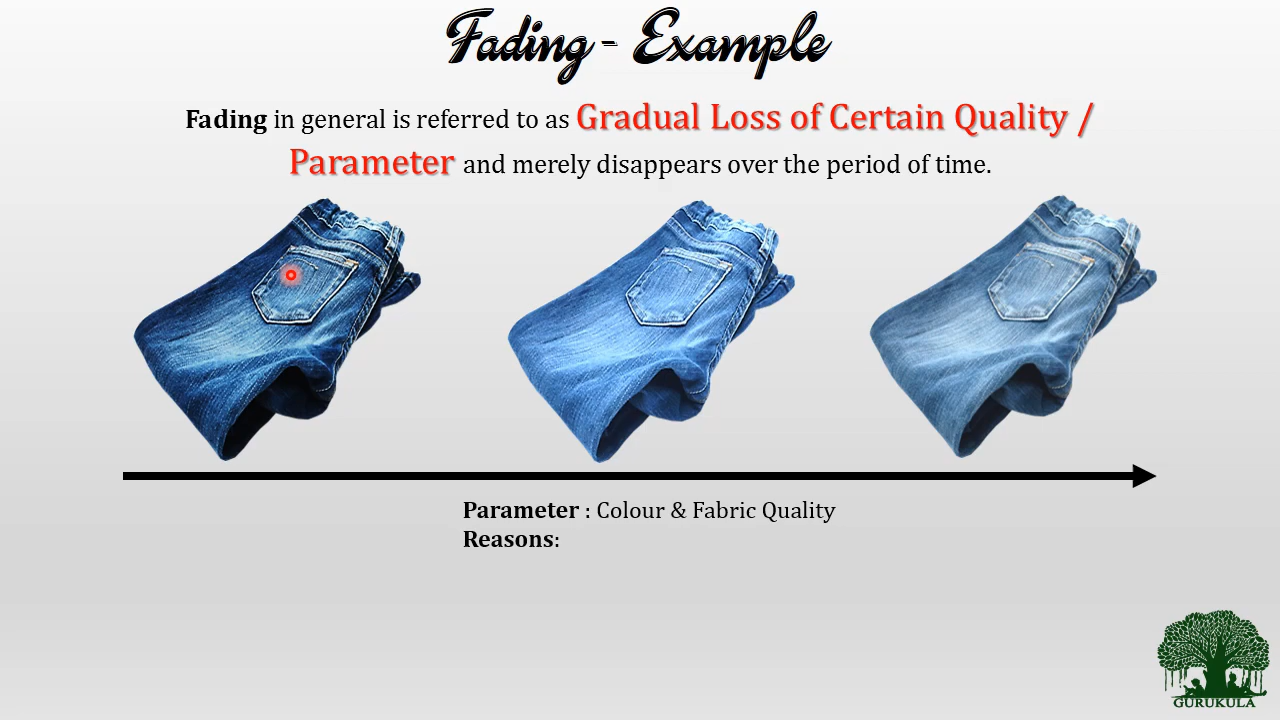 Fading - Example
Fading in general is referred to as Gradual Loss of Certain Quality /
Parameter and merely disappears over the period of time.
Parameter : Colour & Fabric Quality
Reasons:
GURUKULA